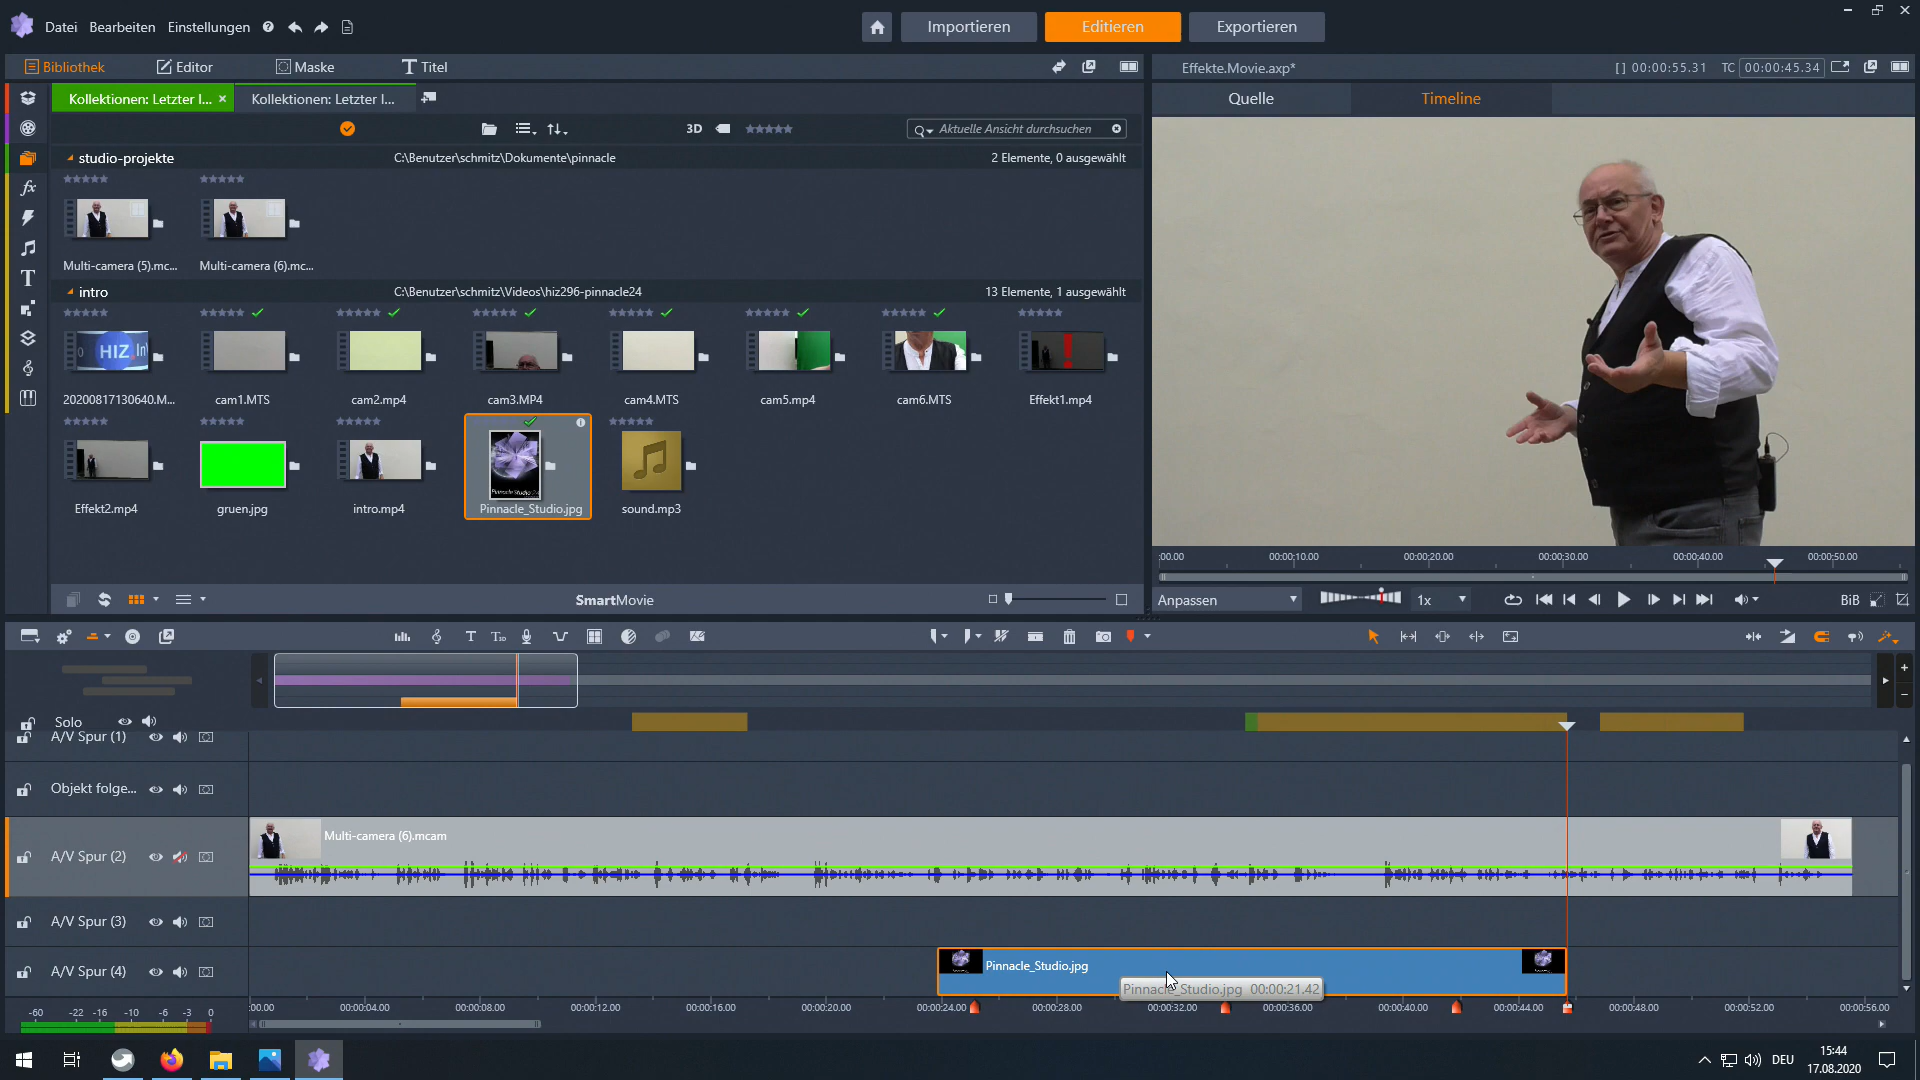 Datei Bearbeiten Einstellungen
Importieren Editieren Exportieren
Bibliothek Editor Maske Titel
Effekte.Movie.axp* [ ] 00:00:55.31 TC 00:00:45.34
Kollektionen: Letzter I... × Kollektionen: Letzter I...
Quelle Timeline
3D Aktuelle Ansicht durchsuchen
studio-projekte C:\Benutzer\schmitz\Dokumente\pinnacle 2 Elemente, 0 ausgewählt
Multi-camera (5).mc... Multi-camera (6).mc...
intro C:\Benutzer\schmitz\Videos\hiz296-pinnacle24 13 Elemente, 1 ausgewählt
HIZ
20200817130640.M... cam1.MTS cam2.mp4 cam3.MP4 cam4.MTS cam5.mp4 cam6.MTS Effekt1.mp4
Effekt2.mp4 gruen.jpg intro.mp4 Pinnacle_Studio.jpg sound.mp3
:00.00 00:00:10.00 00:00:20.00 00:00:30.00 00:00:40.00 00:00:50.00
SmartMovie
Anpassen 1x BiB
Solo
A/V Spur (1)
Objekt folge...
A/V Spur (2) Multi-camera (6).mcam
A/V Spur (3)
A/V Spur (4) Pinnacle_Studio.jpg
Pinnacle_Studio.jpg 00:00:21.42
:00.00 00:00:04.00 00:00:08.00 00:00:12.00 00:00:16.00 00:00:20.00 00:00:24.00 00:00:28.00 00:00:32.00 00:00:36.00 00:00:40.00 00:00:44.00 00:00:48.00 00:00:52.00 00:00:56.00
-60 -22 -16 -10 -6 -3 0
DEU 15:44
17.08.2020